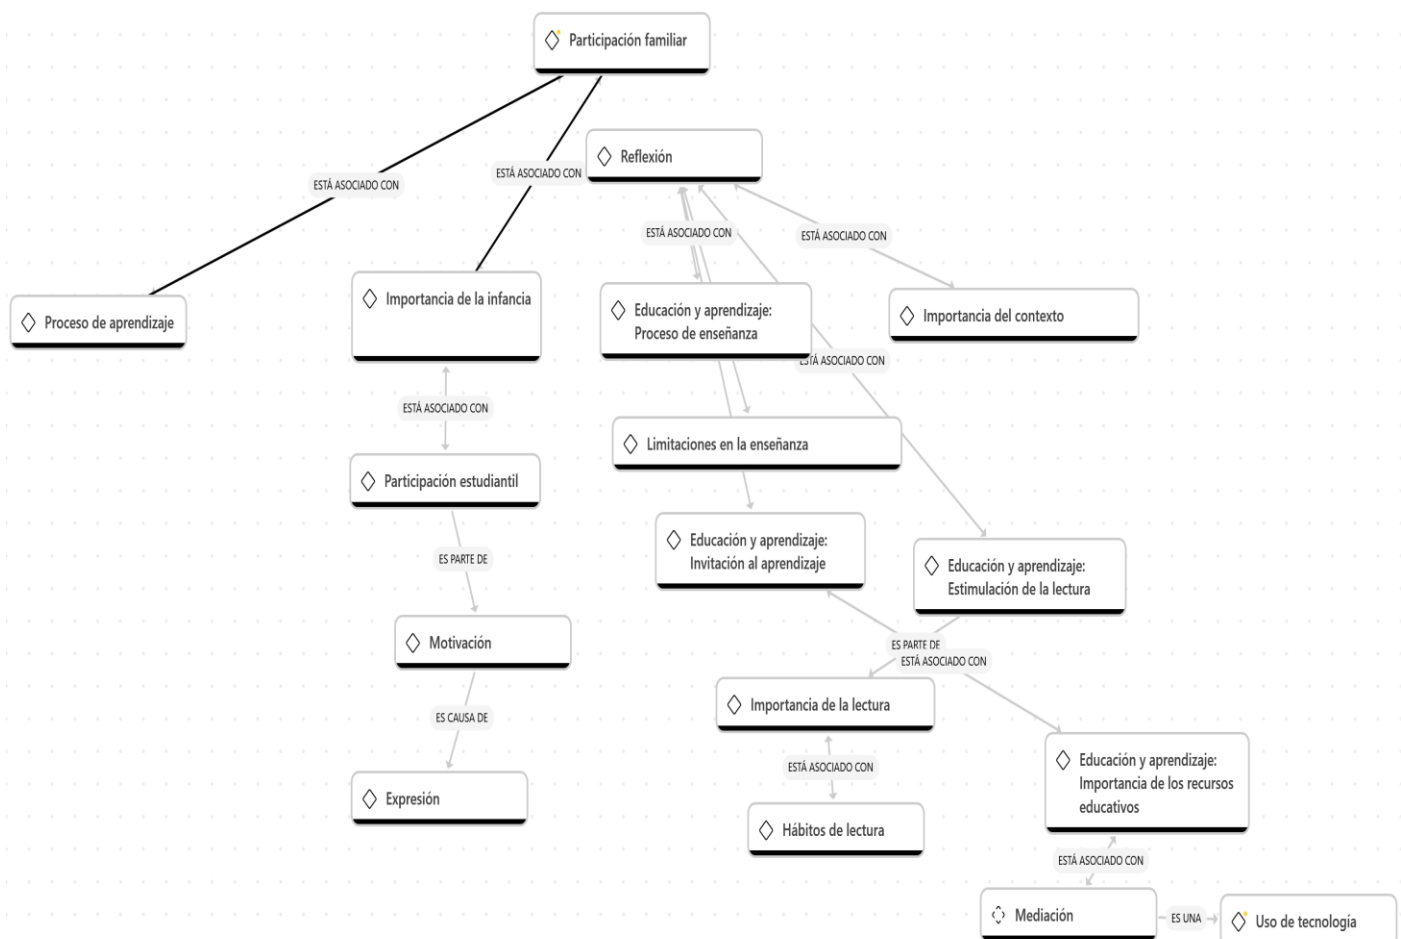 Participación familiar
Reflexión
ESTÁ ASOCIADO CON
ESTÁ ASOCIADO CON
ESTÁ ASOCIADO CON
ESTÁ ASOCIADO CON
Proceso de aprendizaje
Importancia de la infancia
Educación y aprendizaje:
Proceso de enseñanza
Importancia del contexto
ESTÁ ASOCIADO CON
ESTÁ ASOCIADO CON
Limitaciones en la enseñanza
Participación estudiantil
Educación y aprendizaje:
Invitación al aprendizaje
ES PARTE DE
Educación y aprendizaje:
Estimulación de la lectura
Motivación
ES PARTE DE
ESTÁ ASOCIADO CON
Importancia de la lectura
ES CAUSA DE
ESTÁ ASOCIADO CON
Educación y aprendizaje:
Importancia de los recursos
educativos
Expresión
Hábitos de lectura
ESTÁ ASOCIADO CON
Mediación
ES UNA
Uso de tecnología